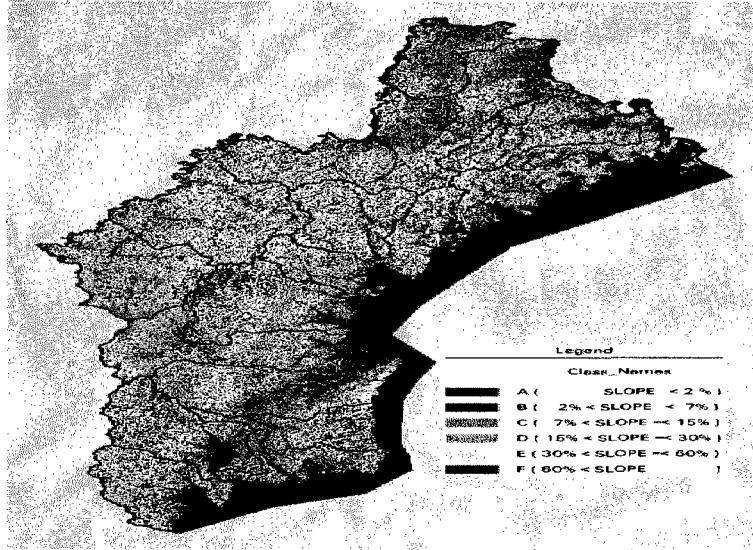 Legend
Class_Names
A ( SLOPE < 2 % )
B ( 2% < SLOPE < 7% )
C ( 7% < SLOPE =< 15% )
D ( 15% < SLOPE =< 30% )
E ( 30% < SLOPE =< 60% )
F ( 60% < SLOPE )